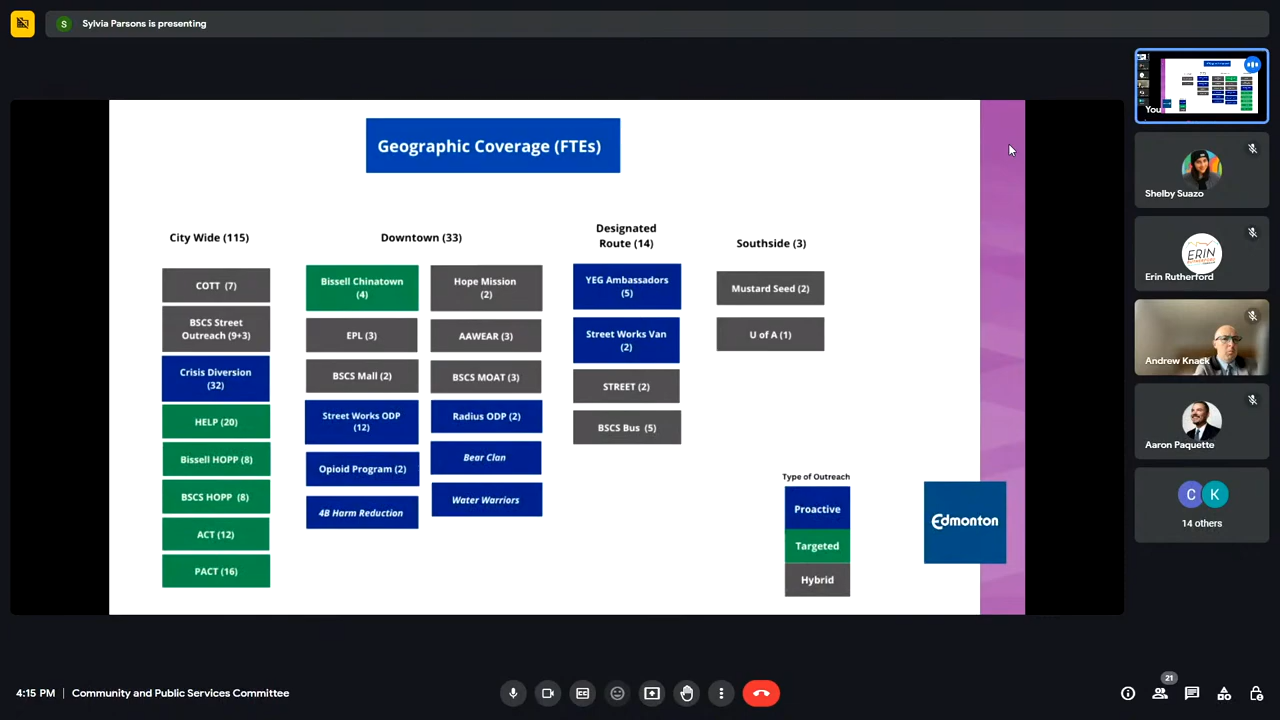 S
Sylvia Parsons is presenting
Geographic Coverage (FTEs)
City Wide (115)
COTT (7)
BSCS Street
Outreach (9+3)
Crisis Diversion
(32)
HELP (20)
Bissell HOPP (8)
BSCS HOPP (8)
ACT (12)
PACT (16)
Downtown (33)
Bissell Chinatown
(4)
EPL (3)
BSCS Mall (2)
Street Works ODP
(12)
Opioid Program (2)
4B Harm Reduction
Hope Mission
(2)
AAWEAR (3)
BSCS MOAT (3)
Radius ODP (2)
Bear Clan
Water Warriors
Designated
Route (14)
YEG Ambassadors
(5)
Street Works Van
(2)
STREET (2)
BSCS Bus (5)
Southside (3)
Mustard Seed (2)
U of A (1)
Type of Outreach
Proactive
Targeted
Hybrid
Edmonton
You
Shelby Suazo
ERIN
Erin Rutherford
Andrew Knack
Aaron Paquette
C K
14 others
4:15 PM | Community and Public Services Committee
21